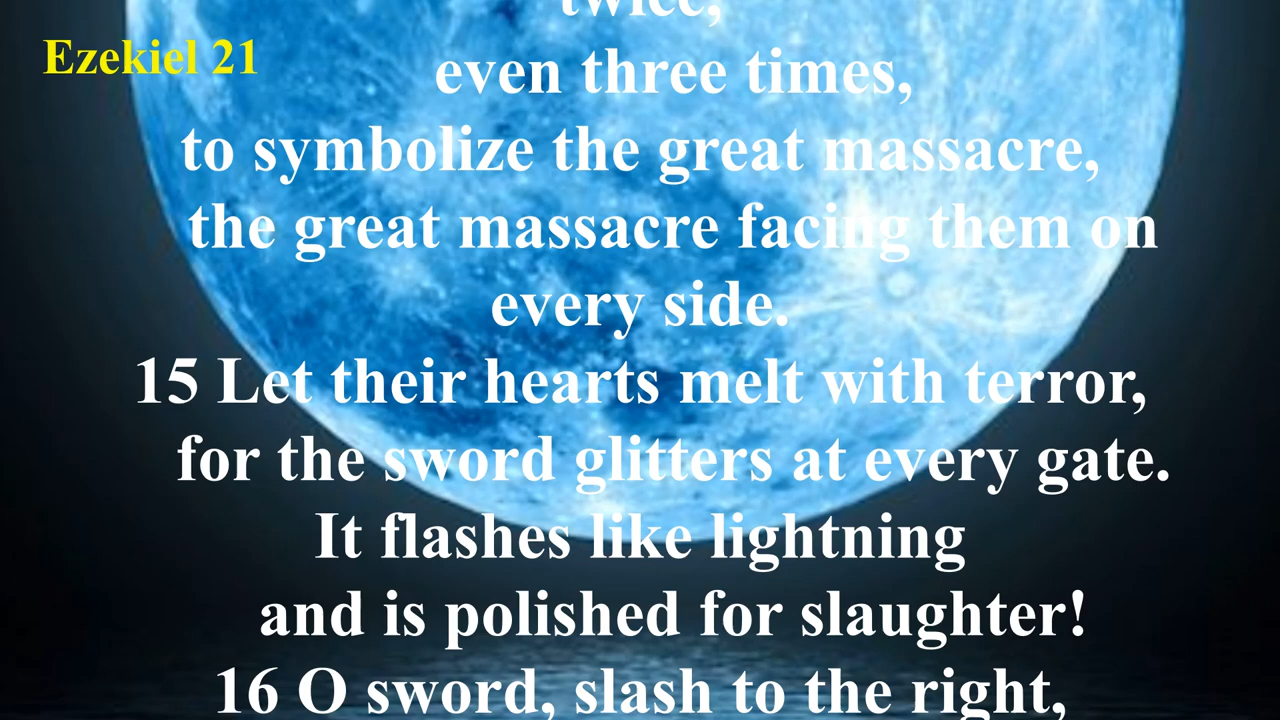 twice,
Ezekiel 21
even three times,
to symbolize the great massacre,
the great massacre facing them on
every side.
15 Let their hearts melt with terror,
for the sword glitters at every gate.
It flashes like lightning
and is polished for slaughter!
16 O sword, slash to the right,